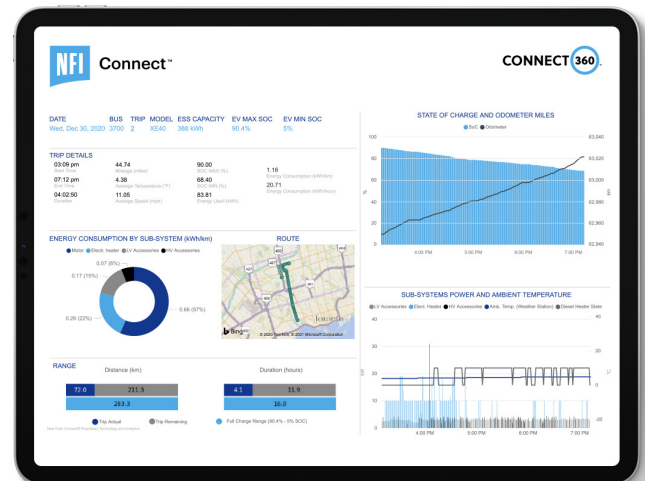 NFI Connect™
CONNECT 360
DATE BUS TRIP MODEL ESS CAPACITY EV MAX SOC EV MIN SOC
Wed, Dec 30, 2020 3700 2 XE40 388 kWh 90.4% 5%
TRIP DETAILS
03:09 pm 44.74 90.00 1.16
Start Time Mileage (miles) SOC MAX (%) Energy Consumption (kWh/km)
07:12 pm 4.38 68.40 20.71
End Time Average Temperature (°F) SOC MIN (%) Energy Consumption (kWh/hour)
04:02:50 11.05 83.81
Duration Average Speed (mph) Energy Used (kWh)
ENERGY CONSUMPTION BY SUB-SYSTEM (kWh/km)
Motor Elect. Heater LV Accessories HV Accessories
0.07 (6%)
0.17 (15%)
0.26 (22%)
0.66 (57%)
ROUTE
Bing
© 2020 TomTom, © 2021 Microsoft Corporation
RANGE
Distance (km) Duration (hours)
72.0 211.3 4.1 11.9
283.3 16.0
Trip Actual Trip Remaining Full Charge Range (90.4% - 5% SOC)
STATE OF CHARGE AND ODOMETER MILES
SoC Odometer
100 63,040
80 63,020
60 63,000
40 62,980
20 62,960
0 62,940
%
km
4:00 PM 5:00 PM 6:00 PM 7:00 PM
SUB-SYSTEMS POWER AND AMBIENT TEMPERATURE
LV Accessories Elect. Heater HV Accessories Amb. Temp. (Weather Station) Diesel Heater State
40 40
30 20
20 0
10 -20
0
kW
°C
4:00 PM 5:00 PM 6:00 PM 7:00 PM